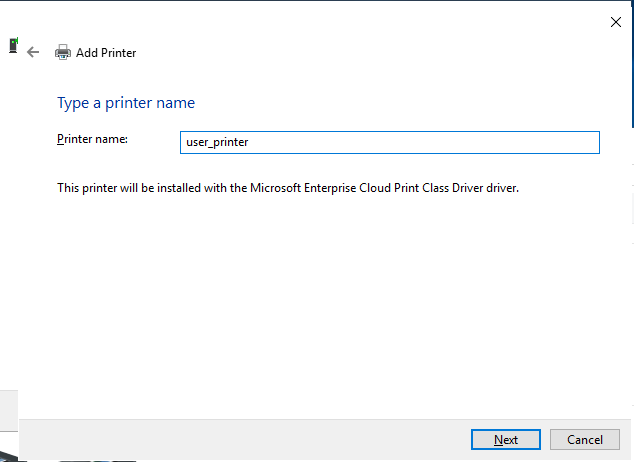 Add Printer
Type a printer name
Printer name: user_printer
This printer will be installed with the Microsoft Enterprise Cloud Print Class Driver driver.
Next Cancel